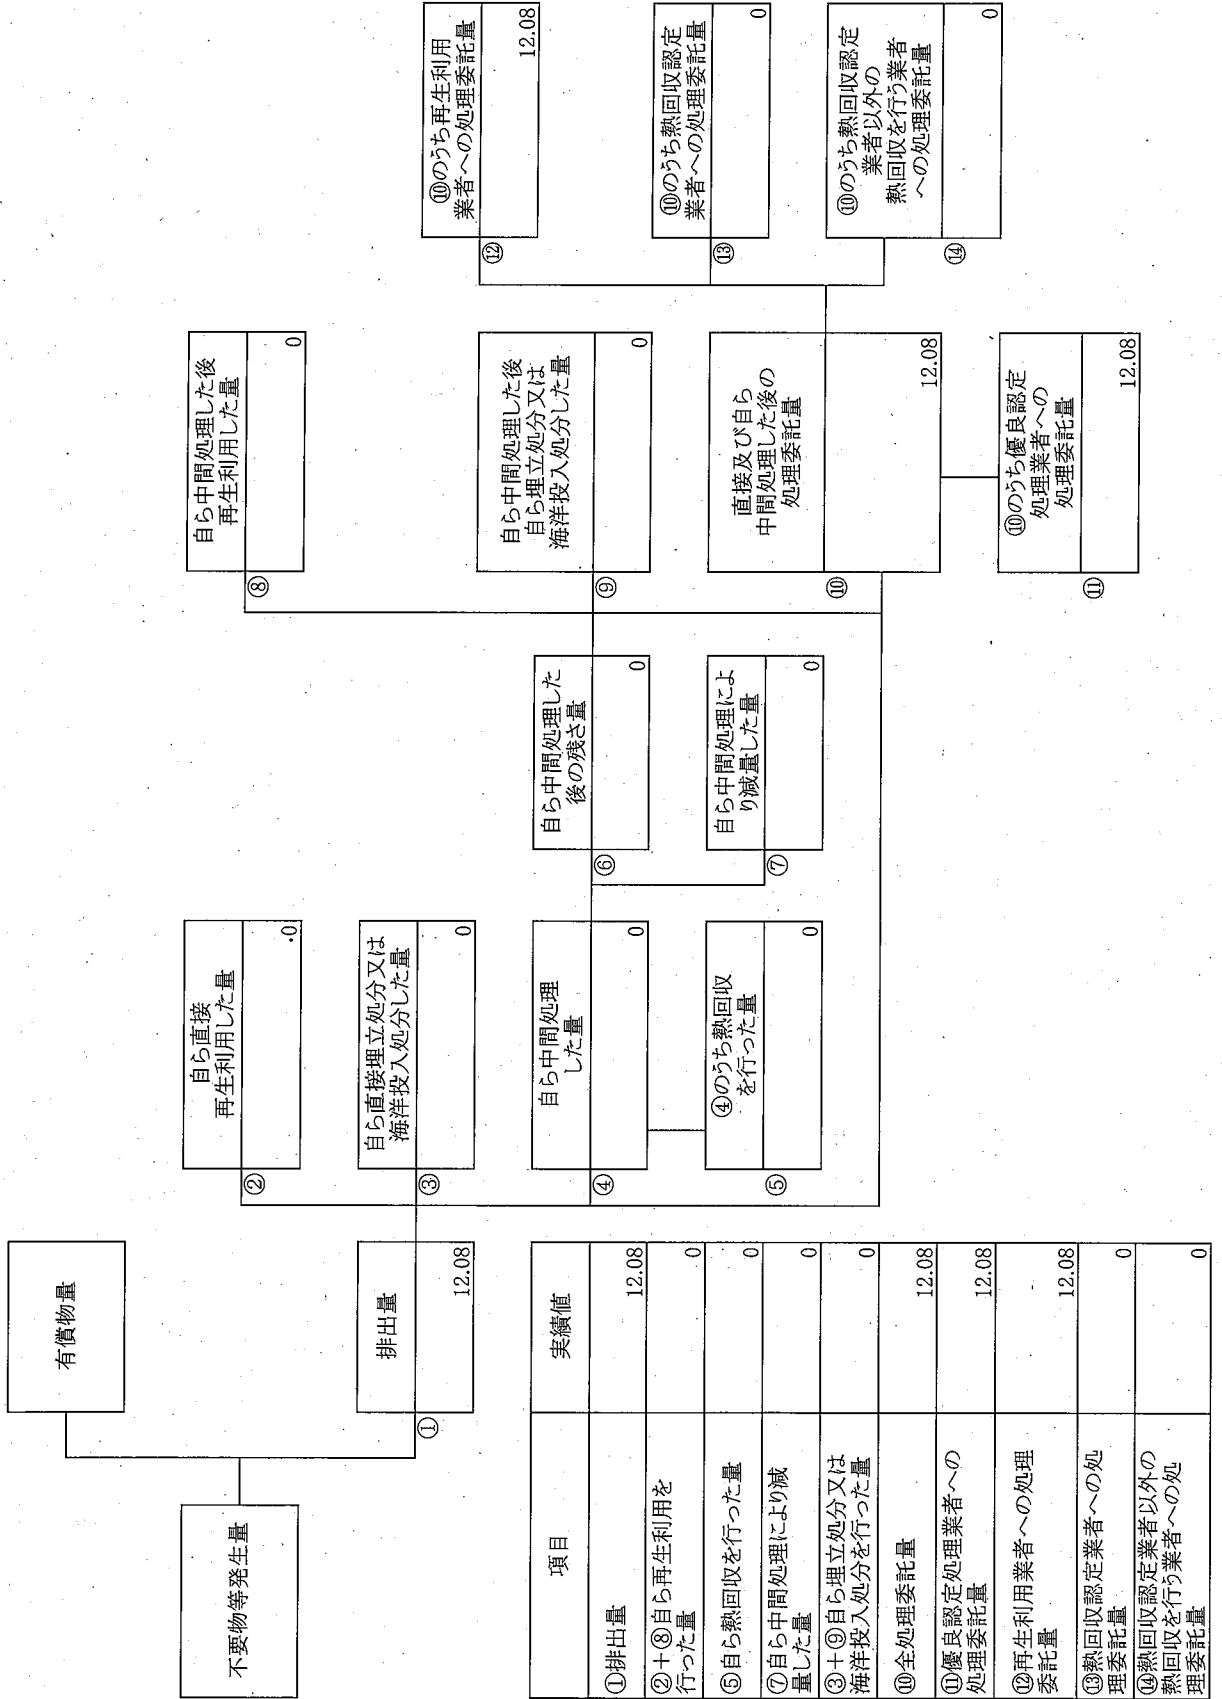 有償物量
不要物等発生量
①
排出量
12.08
②
自ら直接
再生利用した量
0
③
自ら直接埋立処分又は
海洋投入処分した量
0
④
自ら中間処理
した量
0
⑤
④のうち熱回収
を行った量
0
⑥
自ら中間処理した
後の残さ量
0
⑦
自ら中間処理によ
り減量した量
0
⑧
自ら中間処理した後
再生利用した量
0
⑨
自ら中間処理した後
自ら埋立処分又は
海洋投入処分した量
0
⑩
直接及び自ら
中間処理した後の
処理委託量
12.08
⑪
⑩のうち優良認定
処理業者への
処理委託量
12.08
⑫
⑩のうち再生利用
業者への処理委託量
12.08
⑬
⑩のうち熱回収認定
業者への処理委託量
0
⑭
⑩のうち熱回収認定
業者以外の
熱回収を行う業者
への処理委託量
0
項目 実績値
①排出量 12.08
②+⑧自ら再生利用を
行った量 0
⑤自ら熱回収を行った量 0
⑦自ら中間処理により減
量した量 0
③+⑨自ら埋立処分又は
海洋投入処分を行った量 0
⑩全処理委託量 12.08
⑪優良認定処理業者への
処理委託量 12.08
⑫再生利用業者への処理
委託量 12.08
⑬熱回収認定業者への処
理委託量 0
⑭熱回収認定業者以外の
熱回収を行う業者への処
理委託量 0